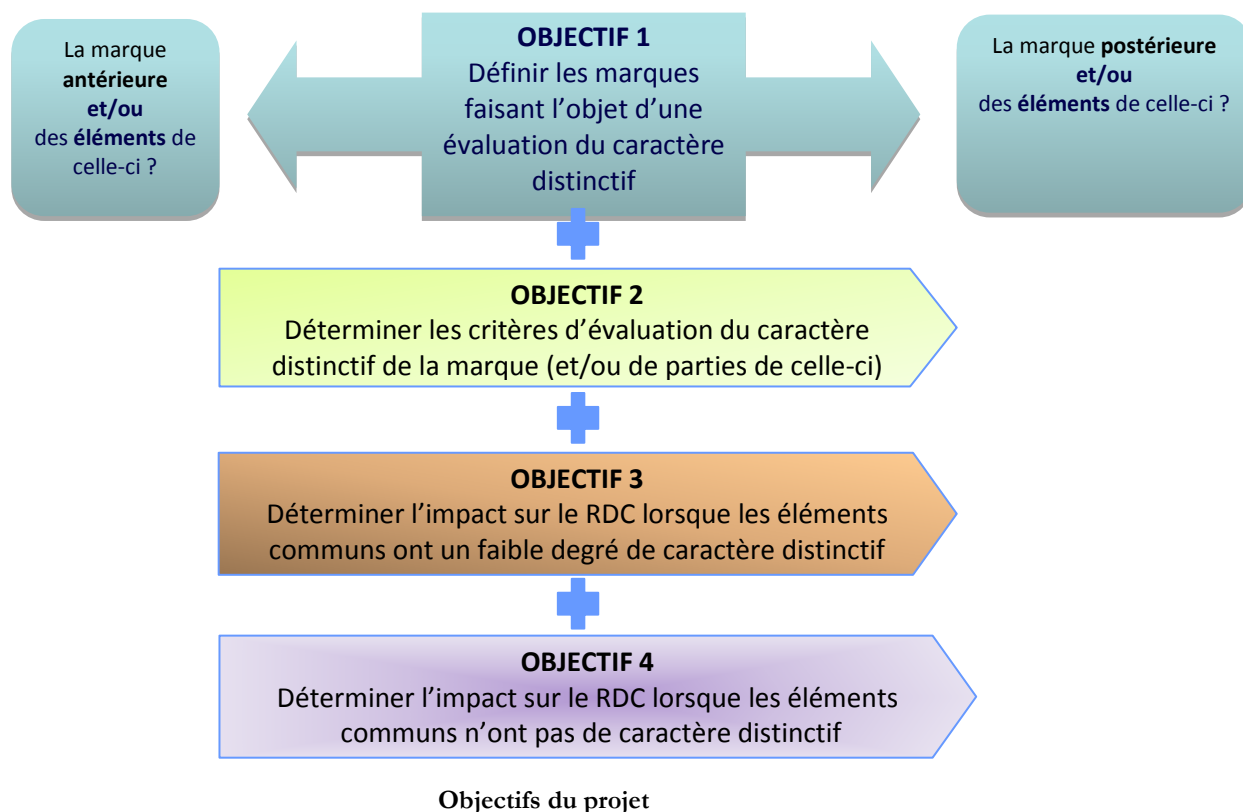 La marque
antérieure
et/ou
des éléments de
celle-ci ?
OBJECTIF 1
Définir les marques
faisant l’objet d’une
évaluation du caractère
distinctif
La marque postérieure
et/ou
des éléments de celle-ci ?
OBJECTIF 2
Déterminer les critères d’évaluation du caractère
distinctif de la marque (et/ou de parties de celle-ci)
OBJECTIF 3
Déterminer l’impact sur le RDC lorsque les éléments
communs ont un faible degré de caractère distinctif
OBJECTIF 4
Déterminer l’impact sur le RDC lorsque les éléments
communs n’ont pas de caractère distinctif
Objectifs du projet